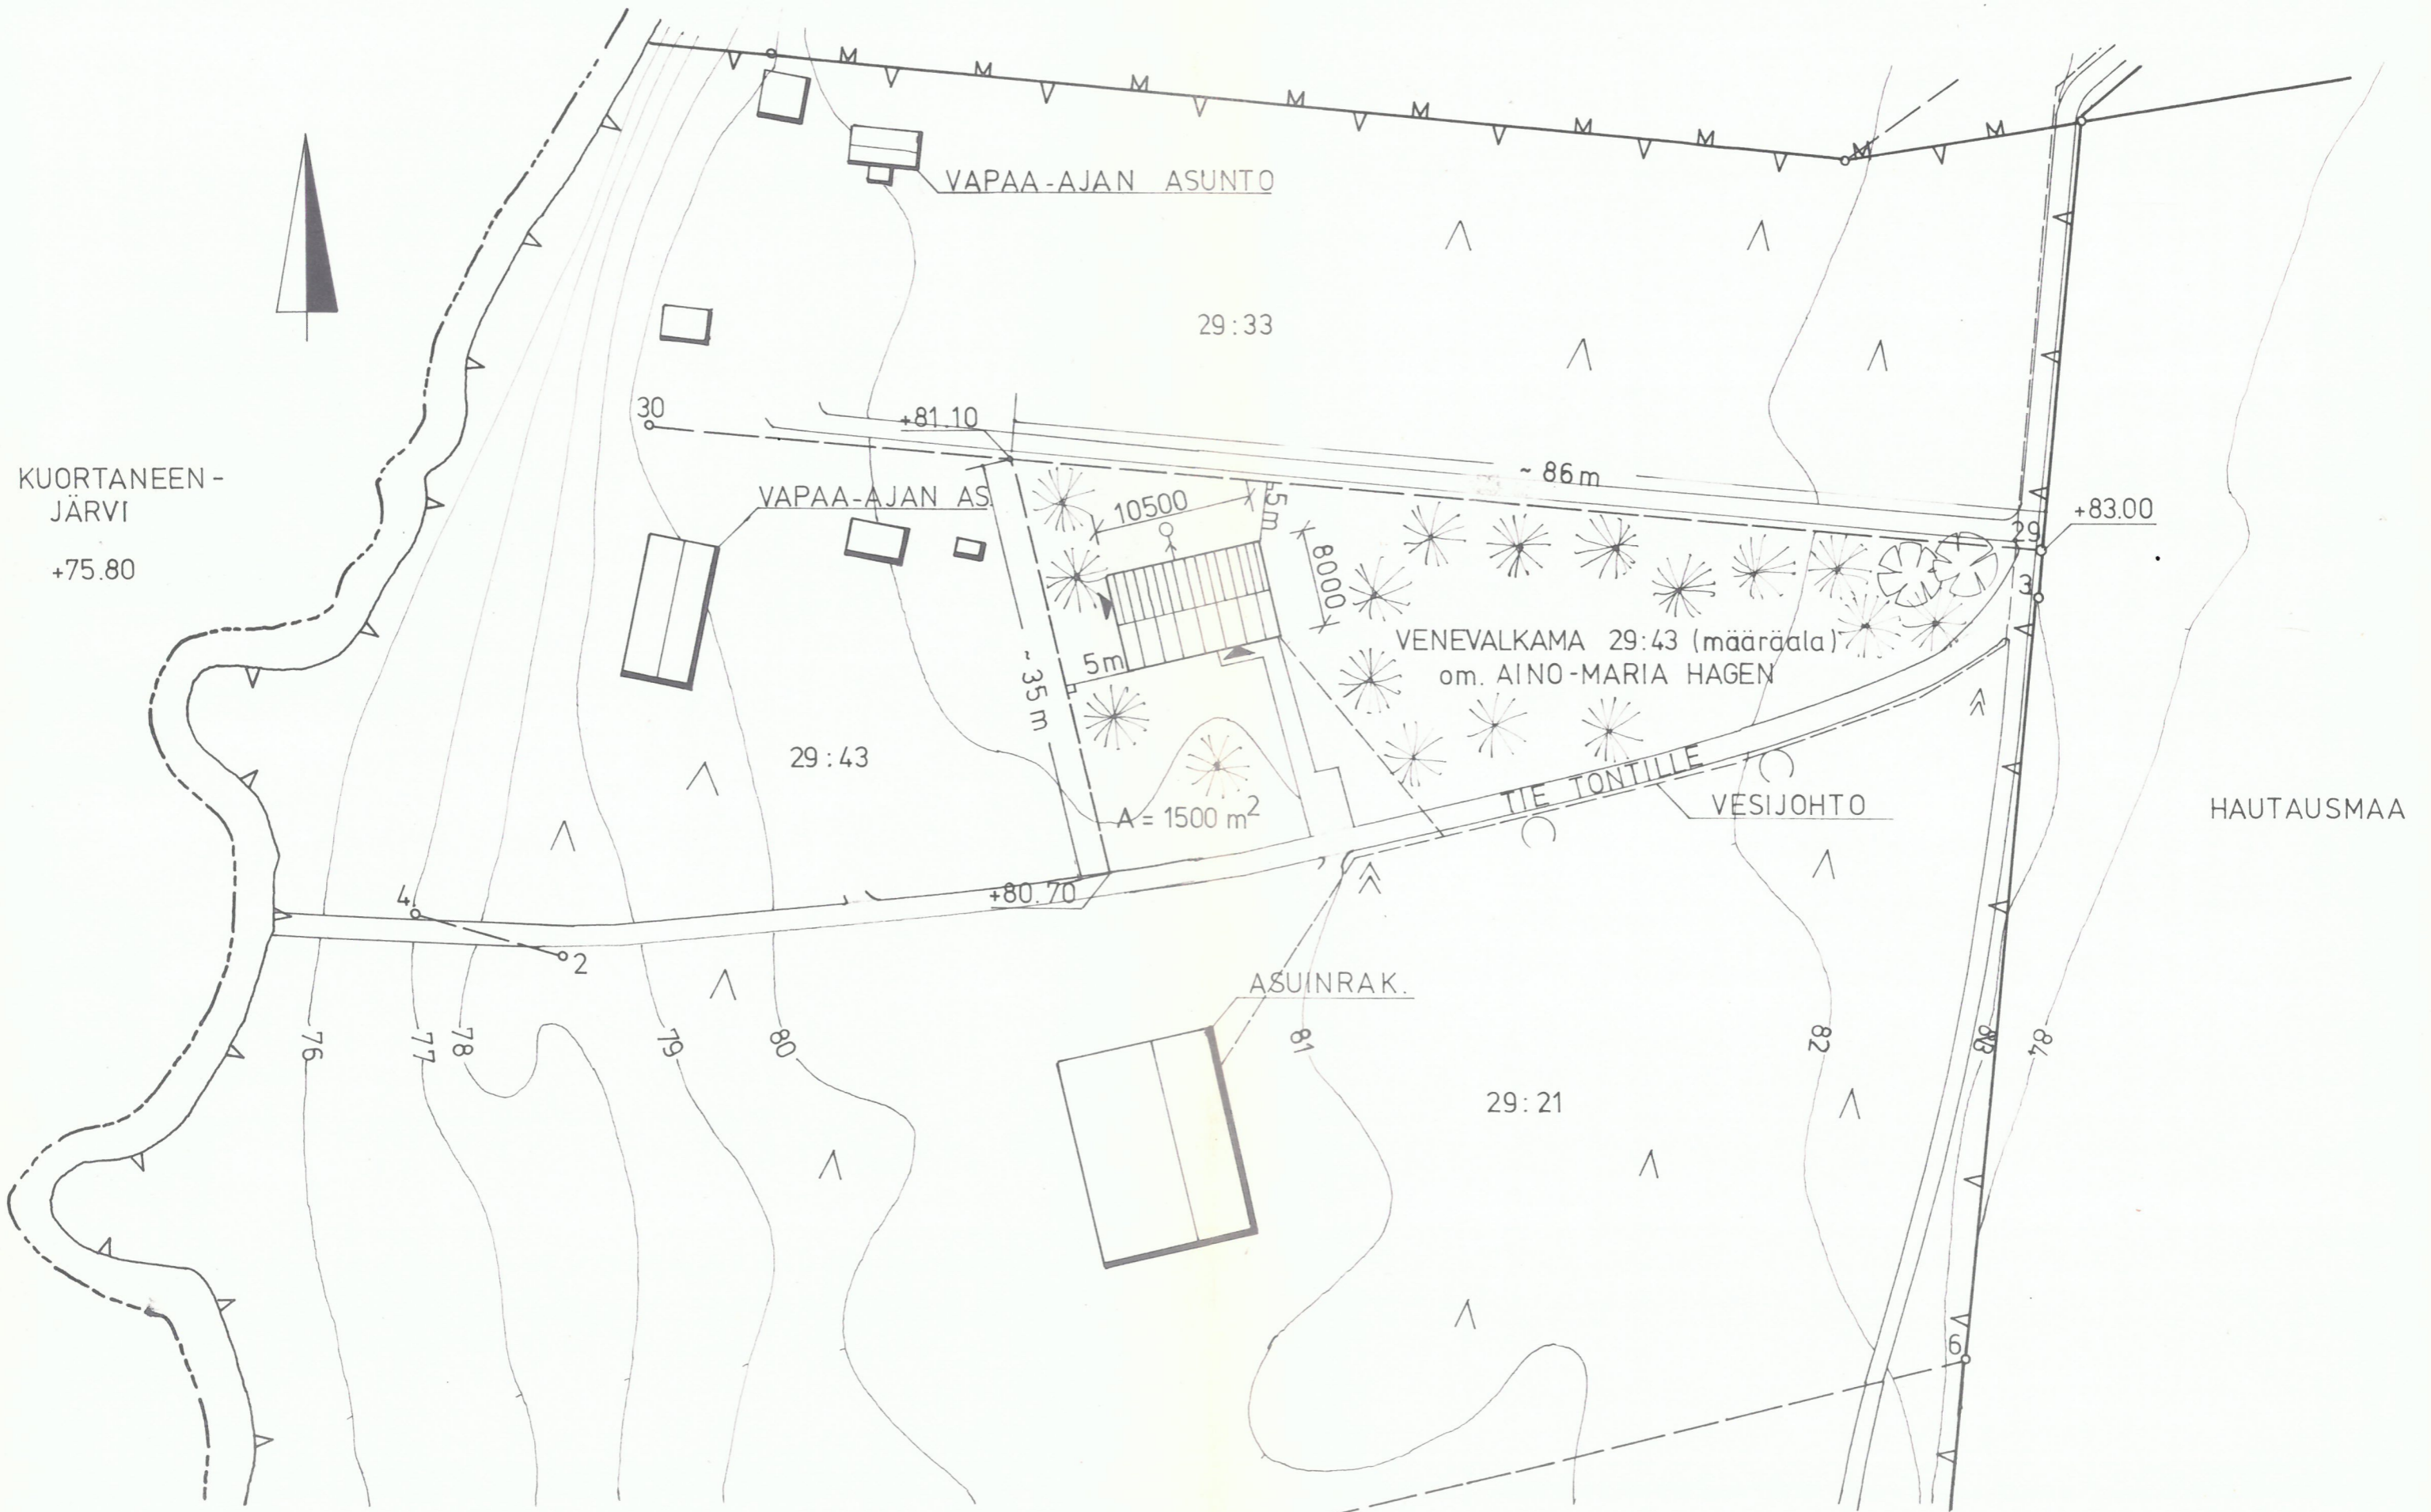 VAPAA-AJAN ASUNTO
29:33
30
+81.10
~ 86 m
KUORTANEEN-
JÄRVI
+75.80
VAPAA-AJAN AS.
10500
5 m
8000
+83.00
29
3
VENEVALKAMA 29:43 (määräala)
om. AINO-MARIA HAGEN
5m
~35 m
29:43
TIE TONTILLE
VESIJOHTO
HAUTAUSMAA
A = 1500 m²
+80.70
4
2
ASUINRAK.
76
77
78
79
80
81
82
83
84
29:21
6